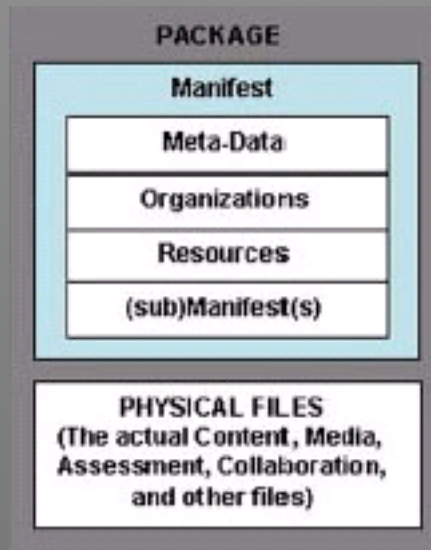 PACKAGE
Manifest
Meta-Data
Organizations
Resources
(sub)Manifest(s)
PHYSICAL FILES
(The actual Content, Media,
Assessment, Collaboration,
and other files)